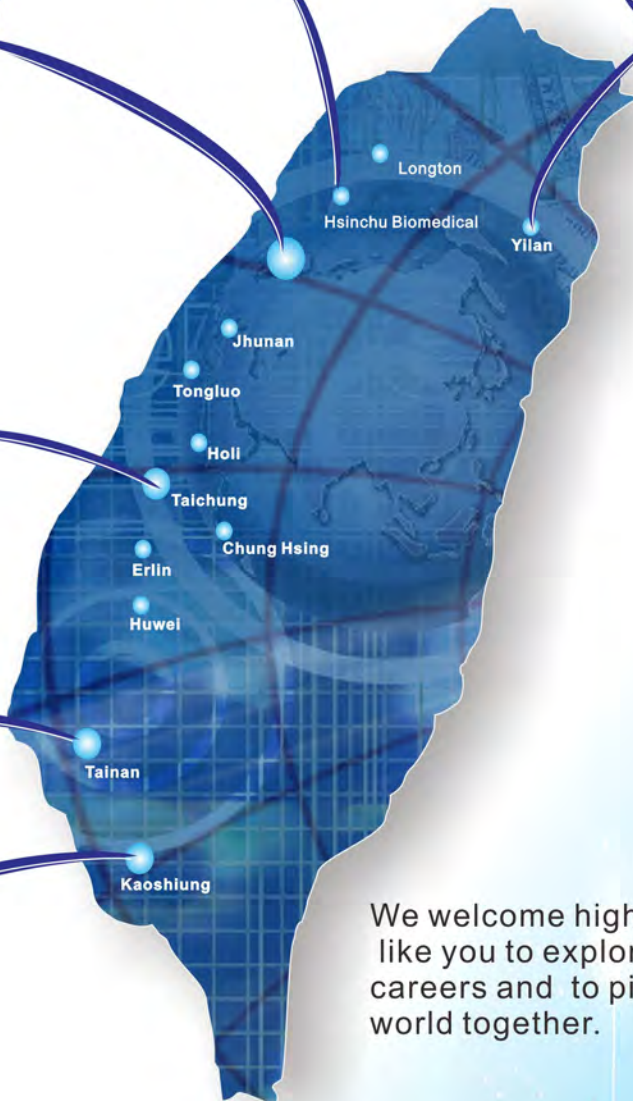 Longton
Hsinchu Biomedical
Yilan
Jhunan
Tongluo
Holi
Taichung
Chung Hsing
Erlin
Huwei
Tainan
Kaoshiung
We welcome high
like you to explor
careers and to pi
world together.